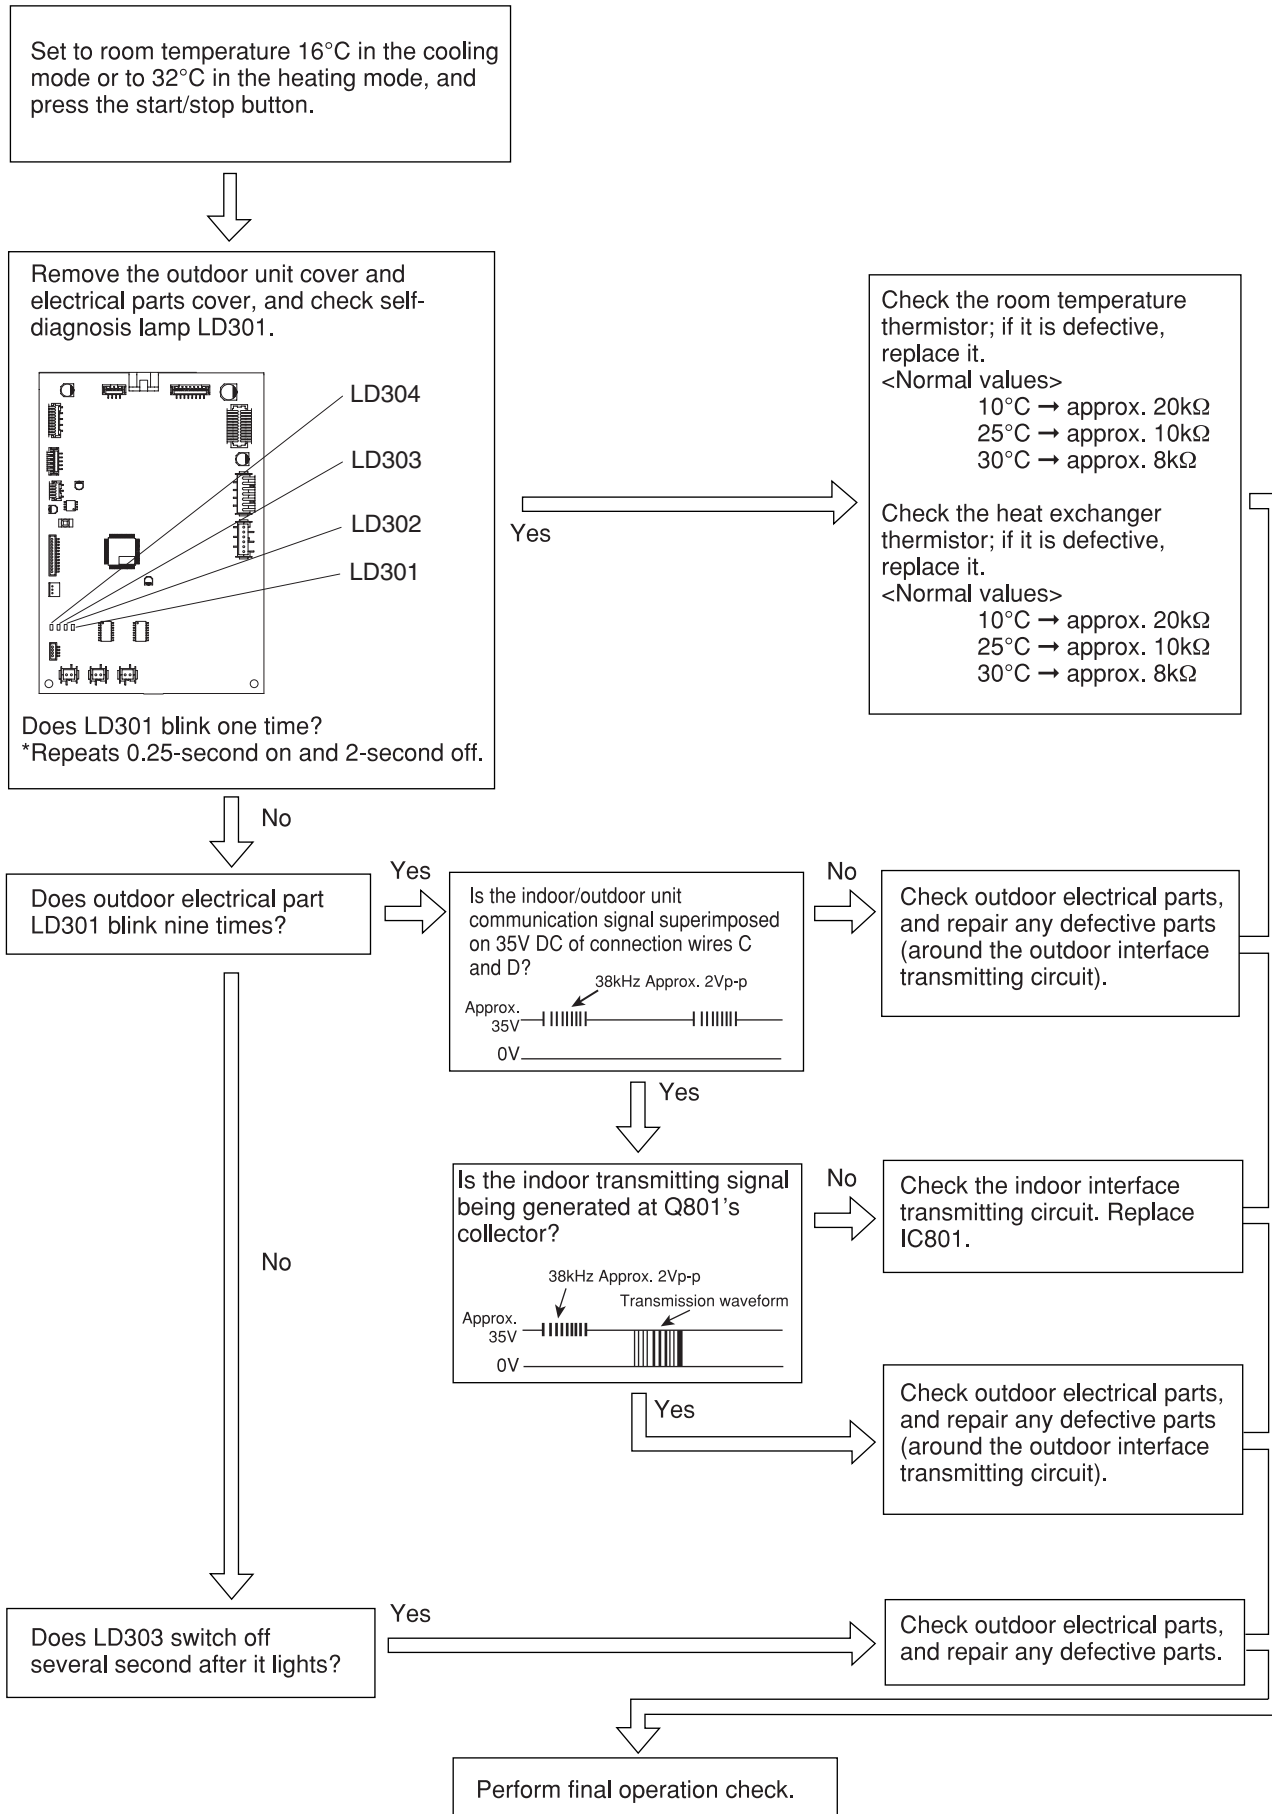 Set to room temperature 16°C in the cooling
mode or to 32°C in the heating mode, and
press the start/stop button.
Remove the outdoor unit cover and
electrical parts cover, and check self-
diagnosis lamp LD301.
LD304
LD303
LD302
LD301
Does LD301 blink one time?
*Repeats 0.25-second on and 2-second off.
Yes
Check the room temperature
thermistor; if it is defective,
replace it.
<Normal values>
10°C → approx. 20kΩ
25°C → approx. 10kΩ
30°C → approx. 8kΩ
Check the heat exchanger
thermistor; if it is defective,
replace it.
<Normal values>
10°C → approx. 20kΩ
25°C → approx. 10kΩ
30°C → approx. 8kΩ
No
Does outdoor electrical part
LD301 blink nine times?
Yes
Is the indoor/outdoor unit
communication signal superimposed
on 35V DC of connection wires C
and D?
38kHz Approx. 2Vp-p
Approx.
35V
0V
No
Check outdoor electrical parts,
and repair any defective parts
(around the outdoor interface
transmitting circuit).
Yes
Is the indoor transmitting signal
being generated at Q801's
collector?
38kHz Approx. 2Vp-p
Transmission waveform
Approx.
35V
0V
No
Check the indoor interface
transmitting circuit. Replace
IC801.
No
Yes
Check outdoor electrical parts,
and repair any defective parts
(around the outdoor interface
transmitting circuit).
Does LD303 switch off
several second after it lights?
Yes
Check outdoor electrical parts,
and repair any defective parts.
Perform final operation check.